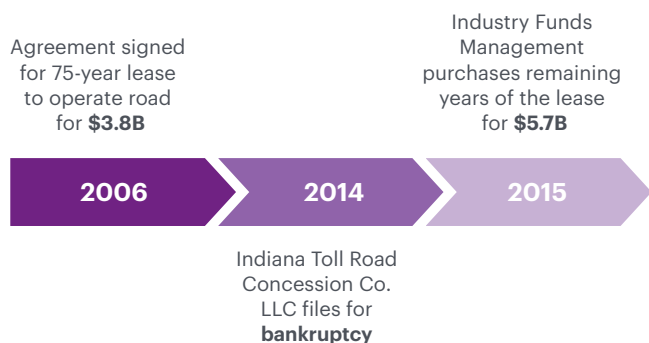 Agreement signed
for 75-year lease
to operate road
for $3.8B
Industry Funds
Management
purchases remaining
years of the lease
for $5.7B
2006
2014
2015
Indiana Toll Road
Concession Co.
LLC files for
bankruptcy